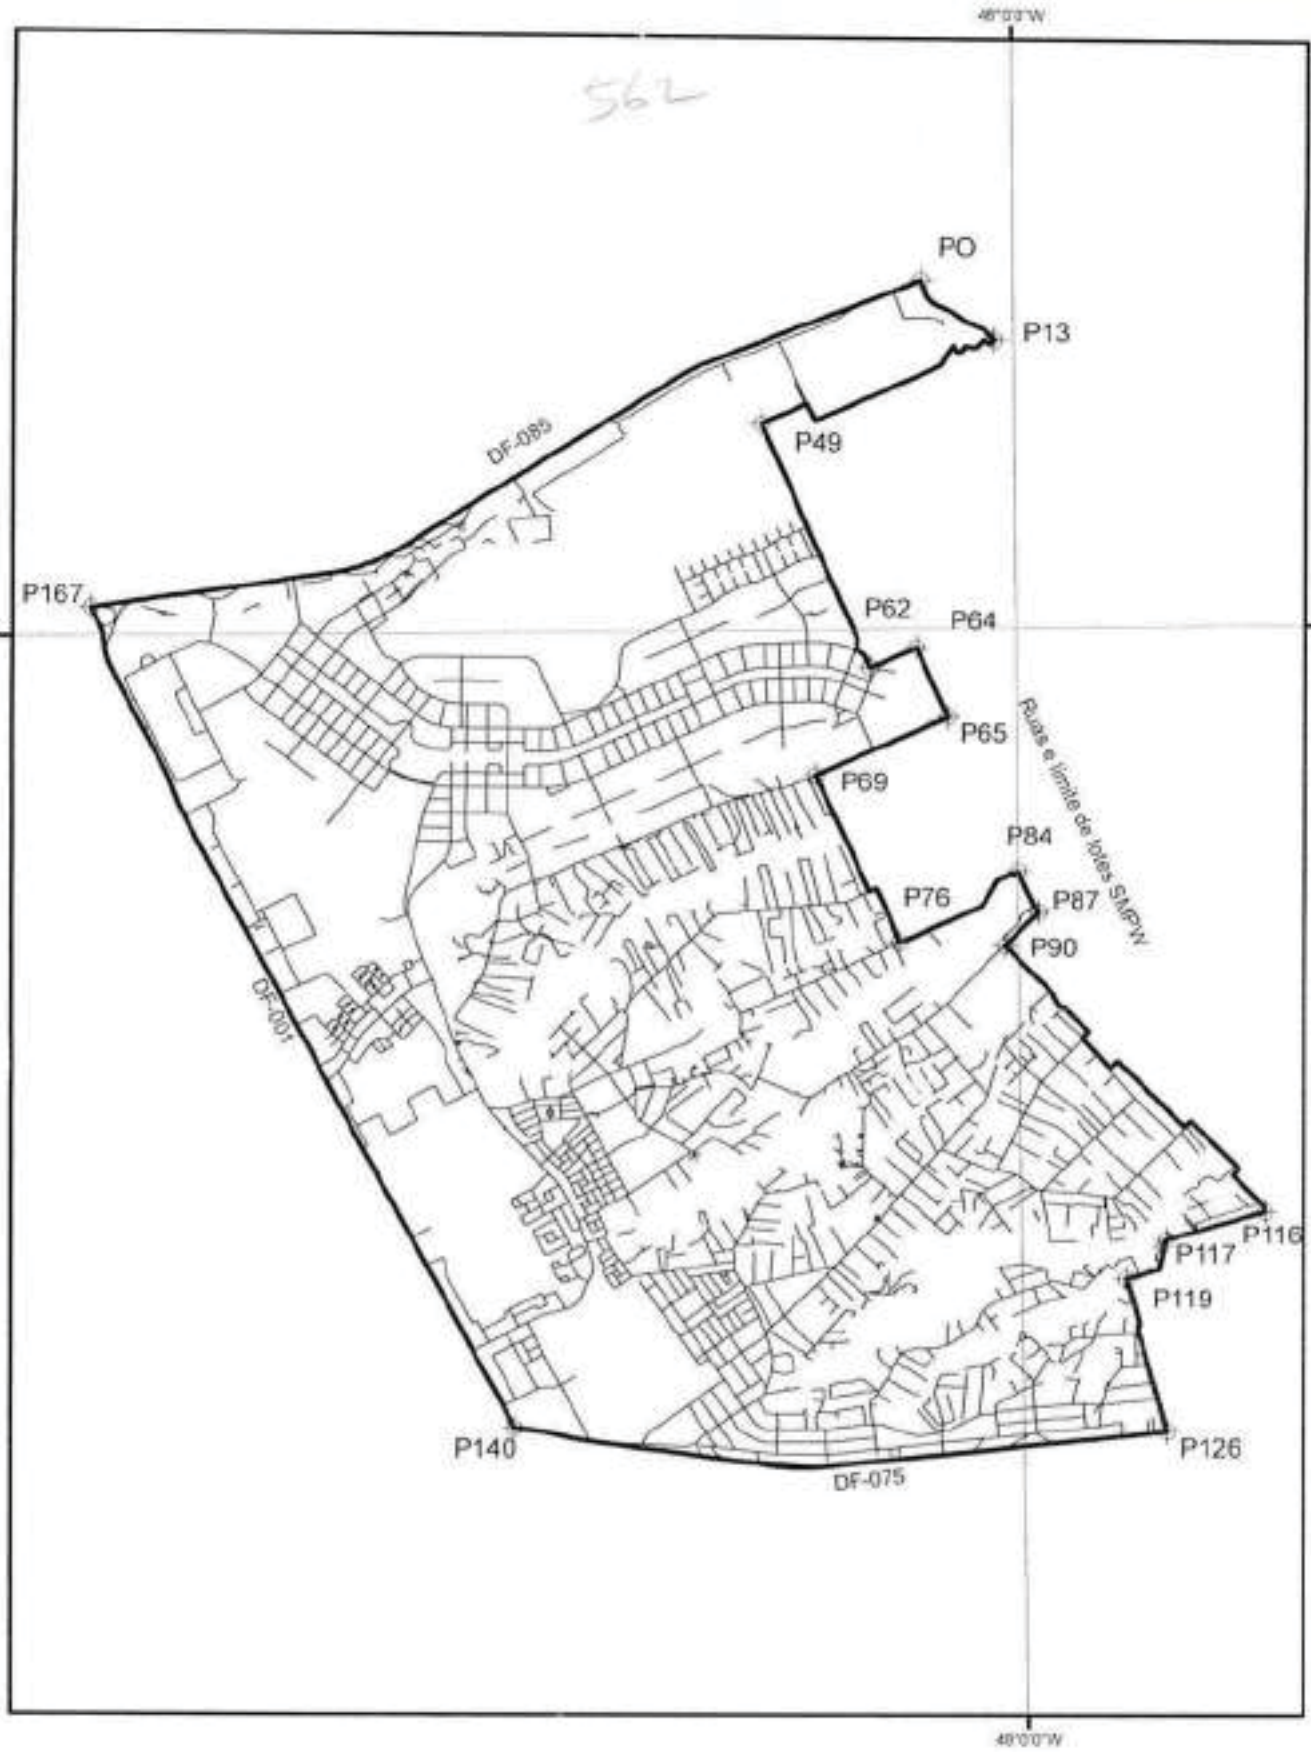 48°0'0"W
562
PO
P13
P49
DF-085
P167
P62
P64
P65
Ruas e limite de lotes SMPW
P69
P84
P76
P87
P90
DF-001
P116
P117
P119
P140
P126
DF-075
48°0'0"W